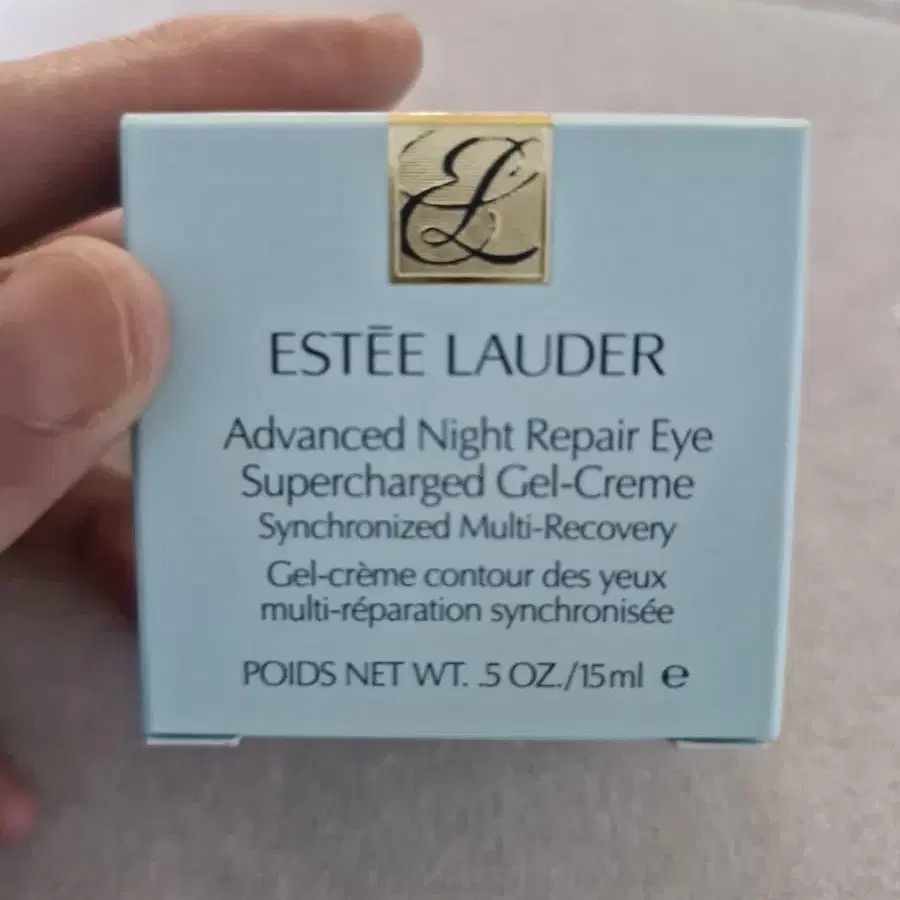 EL
ESTĒE LAUDER
Advanced Night Repair Eye
Supercharged Gel-Creme
Synchronized Multi-Recovery
Gel-crème contour des yeux
multi-réparation synchronisée
POIDS NET WT. .5 OZ./15ml ℮